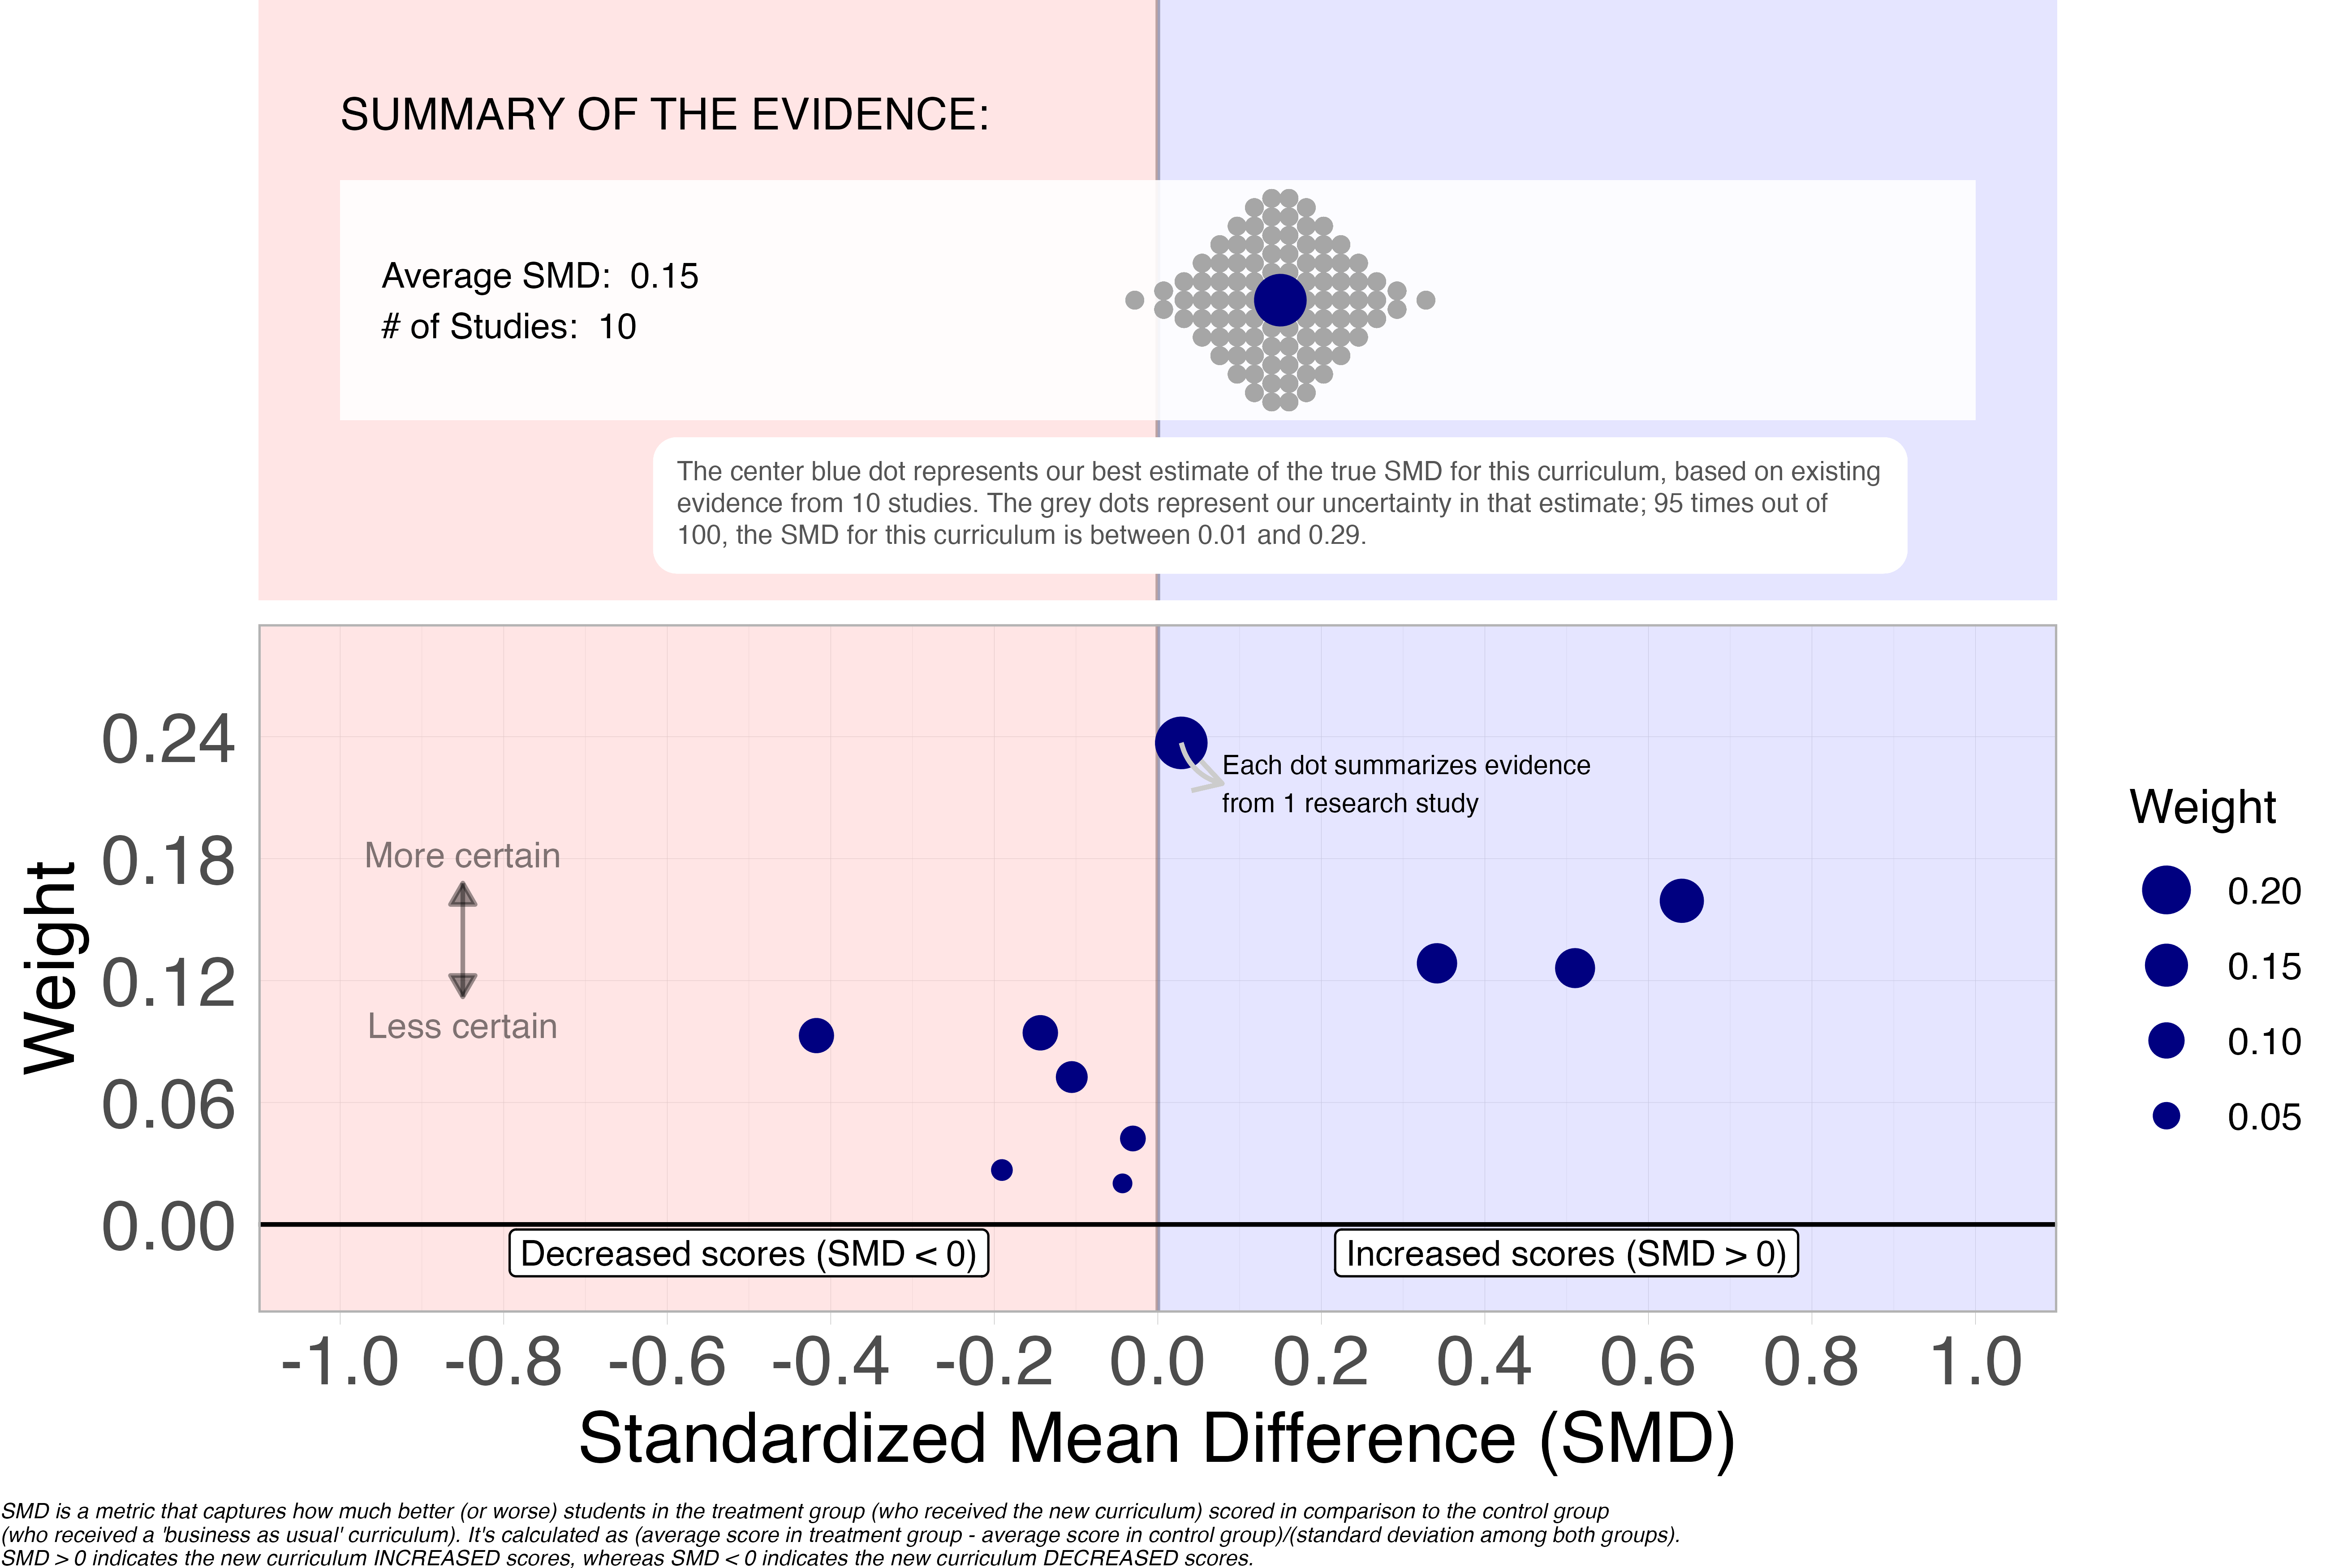 SUMMARY OF THE EVIDENCE:
Average SMD: 0.15
# of Studies: 10
The center blue dot represents our best estimate of the true SMD for this curriculum, based on existing
evidence from 10 studies. The grey dots represent our uncertainty in that estimate; 95 times out of
100, the SMD for this curriculum is between 0.01 and 0.29.
Weight
0.24
0.18
0.12
0.06
0.00
Each dot summarizes evidence
from 1 research study
More certain
Less certain
Decreased scores (SMD < 0)
Increased scores (SMD > 0)
Weight
0.20
0.15
0.10
0.05
-1.0 -0.8 -0.6 -0.4 -0.2 0.0 0.2 0.4 0.6 0.8 1.0
Standardized Mean Difference (SMD)
SMD is a metric that captures how much better (or worse) students in the treatment group (who received the new curriculum) scored in comparison to the control group
(who received a 'business as usual' curriculum). It's calculated as (average score in treatment group - average score in control group)/(standard deviation among both groups).
SMD > 0 indicates the new curriculum INCREASED scores, whereas SMD < 0 indicates the new curriculum DECREASED scores.